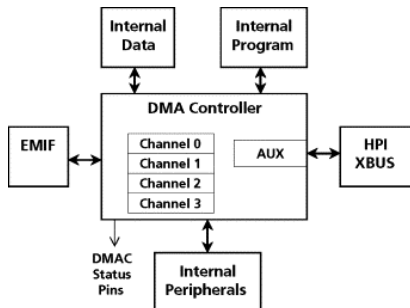 Internal
Data
Internal
Program
DMA Controller
EMIF
Channel 0
Channel 1
Channel 2
Channel 3
AUX
HPI
XBUS
DMAC
Status
Pins
Internal
Peripherals